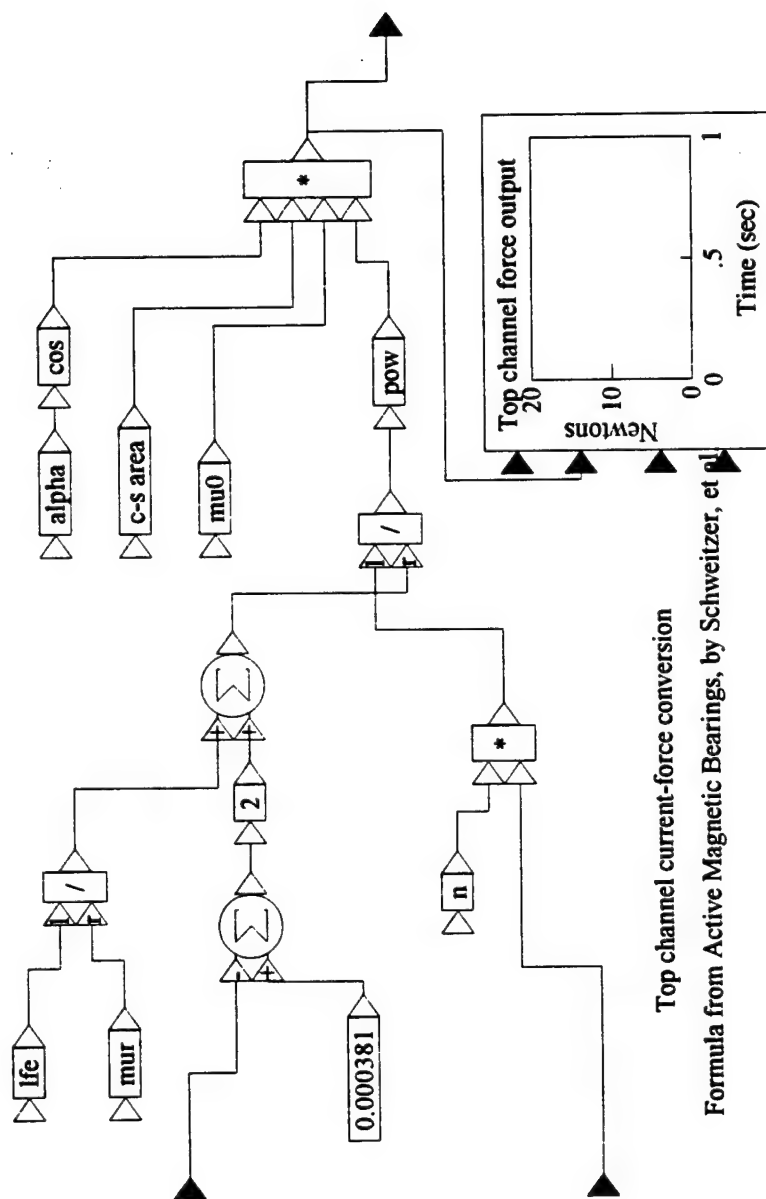 lfe
mur
/
l
r
0.000381
-
+
Σ
2
+
+
Σ
n
*
l
r
/
pow
alpha
cos
c-s area
mu0
*
Top channel force output
20
10
0
Newtons
0
.5
1
Time (sec)
Top channel current-force conversion
Formula from Active Magnetic Bearings, by Schweitzer, et al